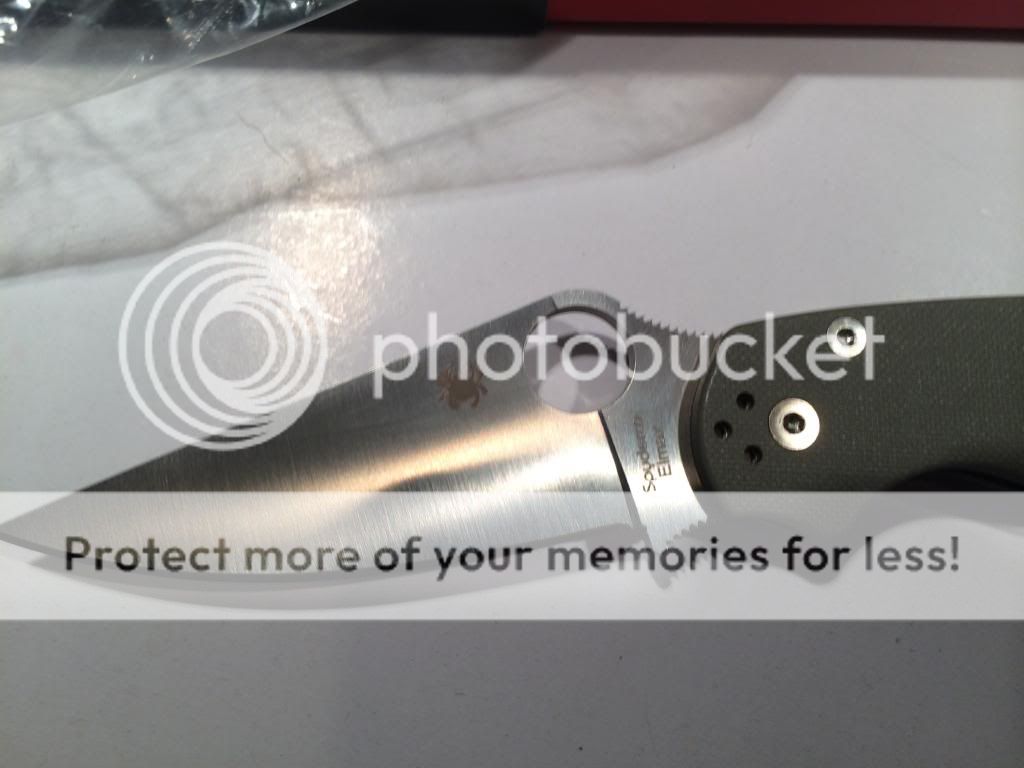 photobucket
Spyderco
Elmax
Protect more of your memories for less!